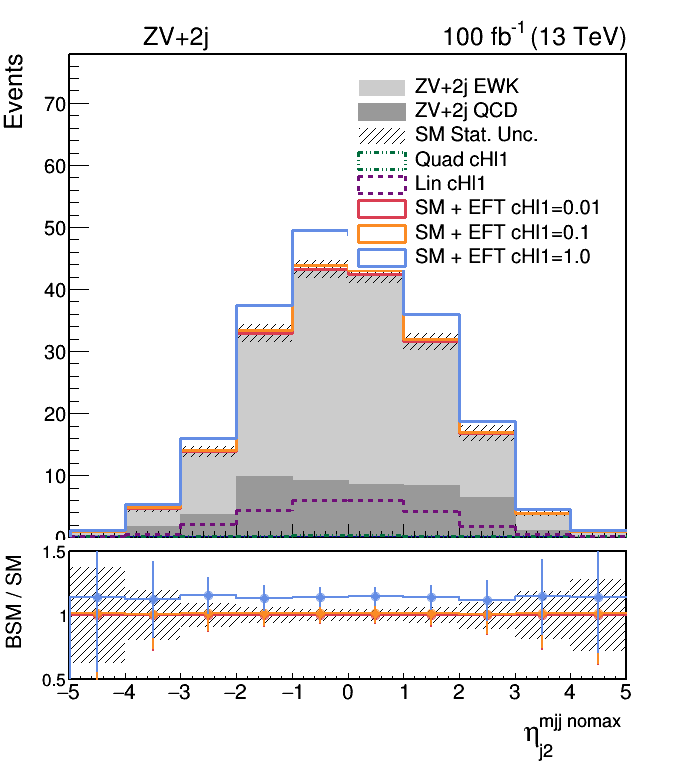 ZV+2j 100 fb-1 (13 TeV)
Events
70
60
50
40
30
20
10
0
ZV+2j EWK
ZV+2j QCD
SM Stat. Unc.
Quad cHl1
Lin cHl1
SM + EFT cHl1=0.01
SM + EFT cHl1=0.1
SM + EFT cHl1=1.0
BSM / SM
1.5
1
0.5
−5 −4 −3 −2 −1 0 1 2 3 4 5
η mjj nomax j2